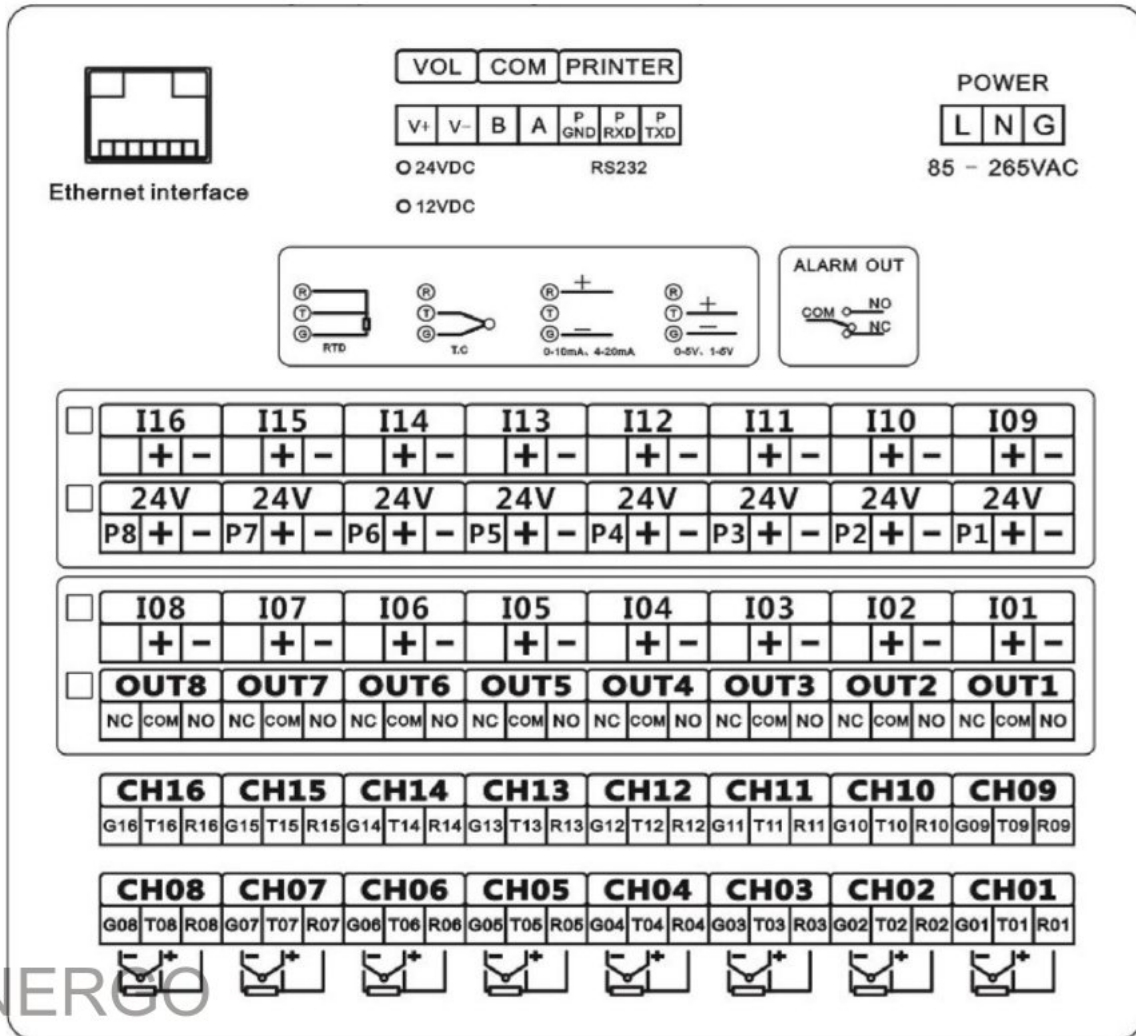 VOL COM PRINTER
POWER
V+ V- B A P GND P RXD P TXD
L N G
24VDC RS232
85 - 265VAC
Ethernet interface
12VDC
ALARM OUT
R R R + R
T T T T +
G G G - G -
RTD T.C 0-10mA、4-20mA 0-5V、1-5V
COM NO
NC
I16 I15 I14 I13 I12 I11 I10 I09
+ - + - + - + - + - + - + - + -
24V 24V 24V 24V 24V 24V 24V 24V
P8 + - P7 + - P6 + - P5 + - P4 + - P3 + - P2 + - P1 + -
I08 I07 I06 I05 I04 I03 I02 I01
+ - + - + - + - + - + - + - + -
OUT8 OUT7 OUT6 OUT5 OUT4 OUT3 OUT2 OUT1
NC COM NO NC COM NO NC COM NO NC COM NO NC COM NO NC COM NO NC COM NO NC COM NO
CH16 CH15 CH14 CH13 CH12 CH11 CH10 CH09
G16 T16 R16 G15 T15 R15 G14 T14 R14 G13 T13 R13 G12 T12 R12 G11 T11 R11 G10 T10 R10 G09 T09 R09
CH08 CH07 CH06 CH05 CH04 CH03 CH02 CH01
G08 T08 R08 G07 T07 R07 G06 T06 R06 G05 T05 R05 G04 T04 R04 G03 T03 R03 G02 T02 R02 G01 T01 R01
- + - + - + - + - + - + - + - +
NERGO